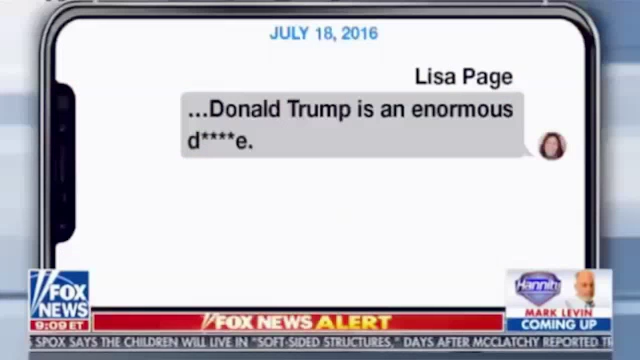 JULY 18, 2016
Lisa Page
...Donald Trump is an enormous
d****e.
FOX
NEWS
9:09 ET
Hannity
MARK LEVIN
COMING UP
FOX NEWS ALERT
SPOX SAYS THE CHILDREN WILL LIVE IN "SOFT-SIDED STRUCTURES," DAYS AFTER MCCLATCHY REPORTED